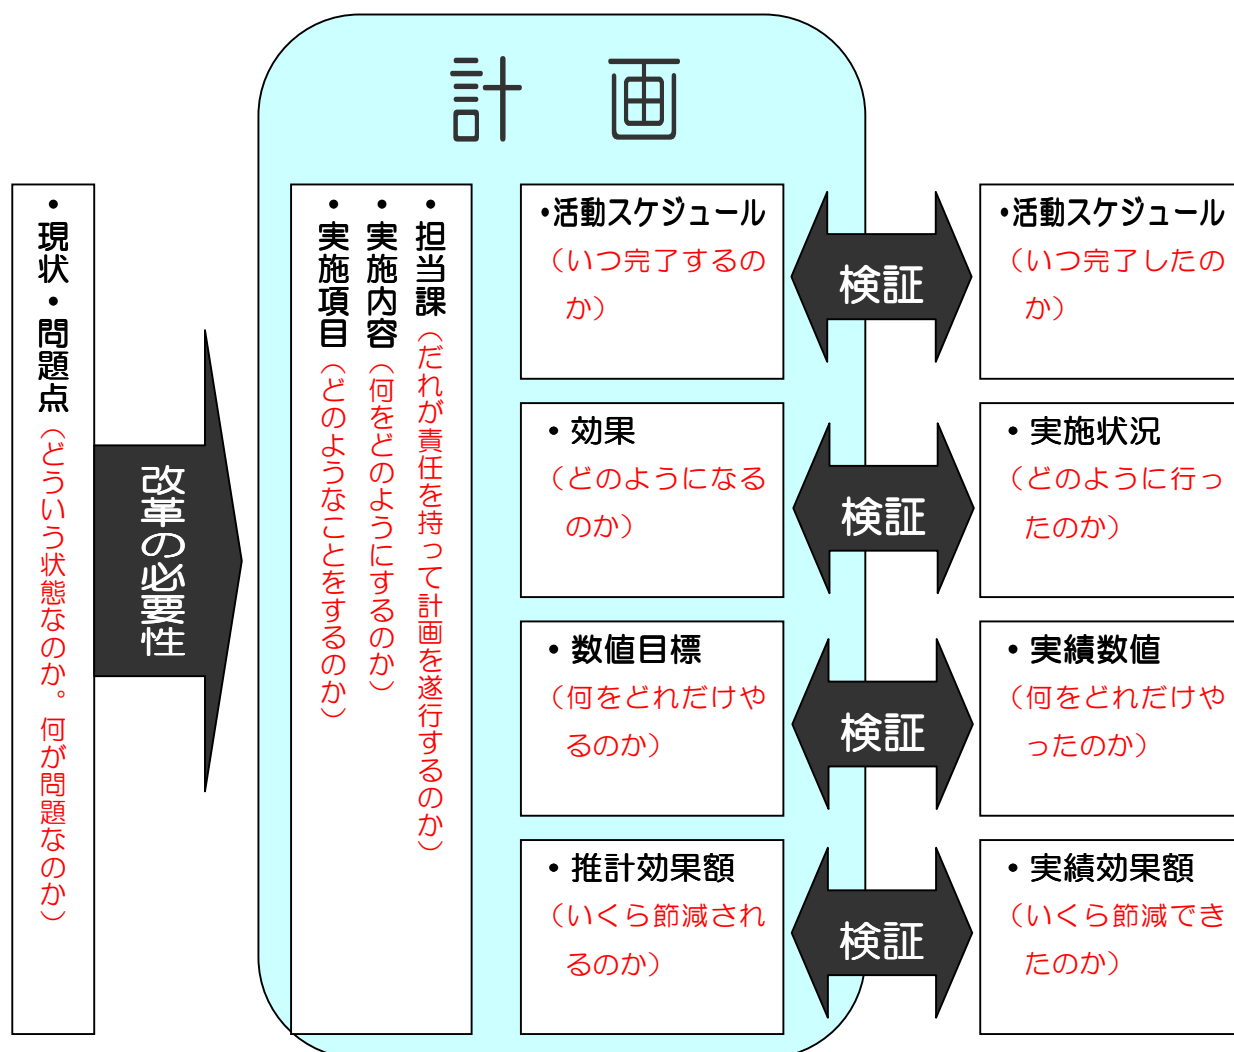 計　画
・現状・問題点（どういう状態なのか。何が問題なのか）
改革の必要性
・担当課（だれが責任を持って計画を遂行するのか）
・実施内容（何をどのようにするのか）
・実施項目（どのようなことをするのか）
・活動スケジュール
（いつ完了するの
か）
検証
・活動スケジュール
（いつ完了したの
か）
・効果
（どのようになる
のか）
検証
・実施状況
（どのように行っ
たのか）
・数値目標
（何をどれだけや
るのか）
検証
・実績数値
（何をどれだけや
ったのか）
・推計効果額
（いくら節減され
るのか）
検証
・実績効果額
（いくら節減でき
たのか）